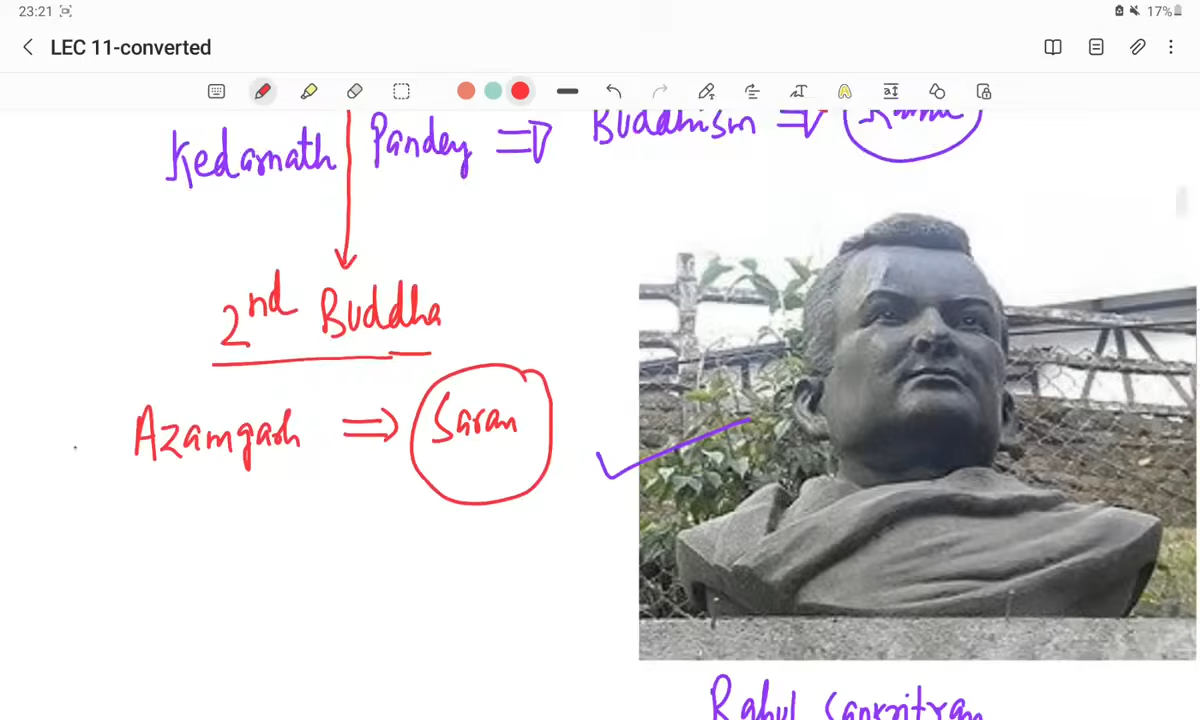 23:21 17%
LEC 11-converted
Kedarnath Pandey ⇒ Buddhism ⇒
2nd Buddha
Azamgarh ⇒ Saran
Rahul Sankrityan